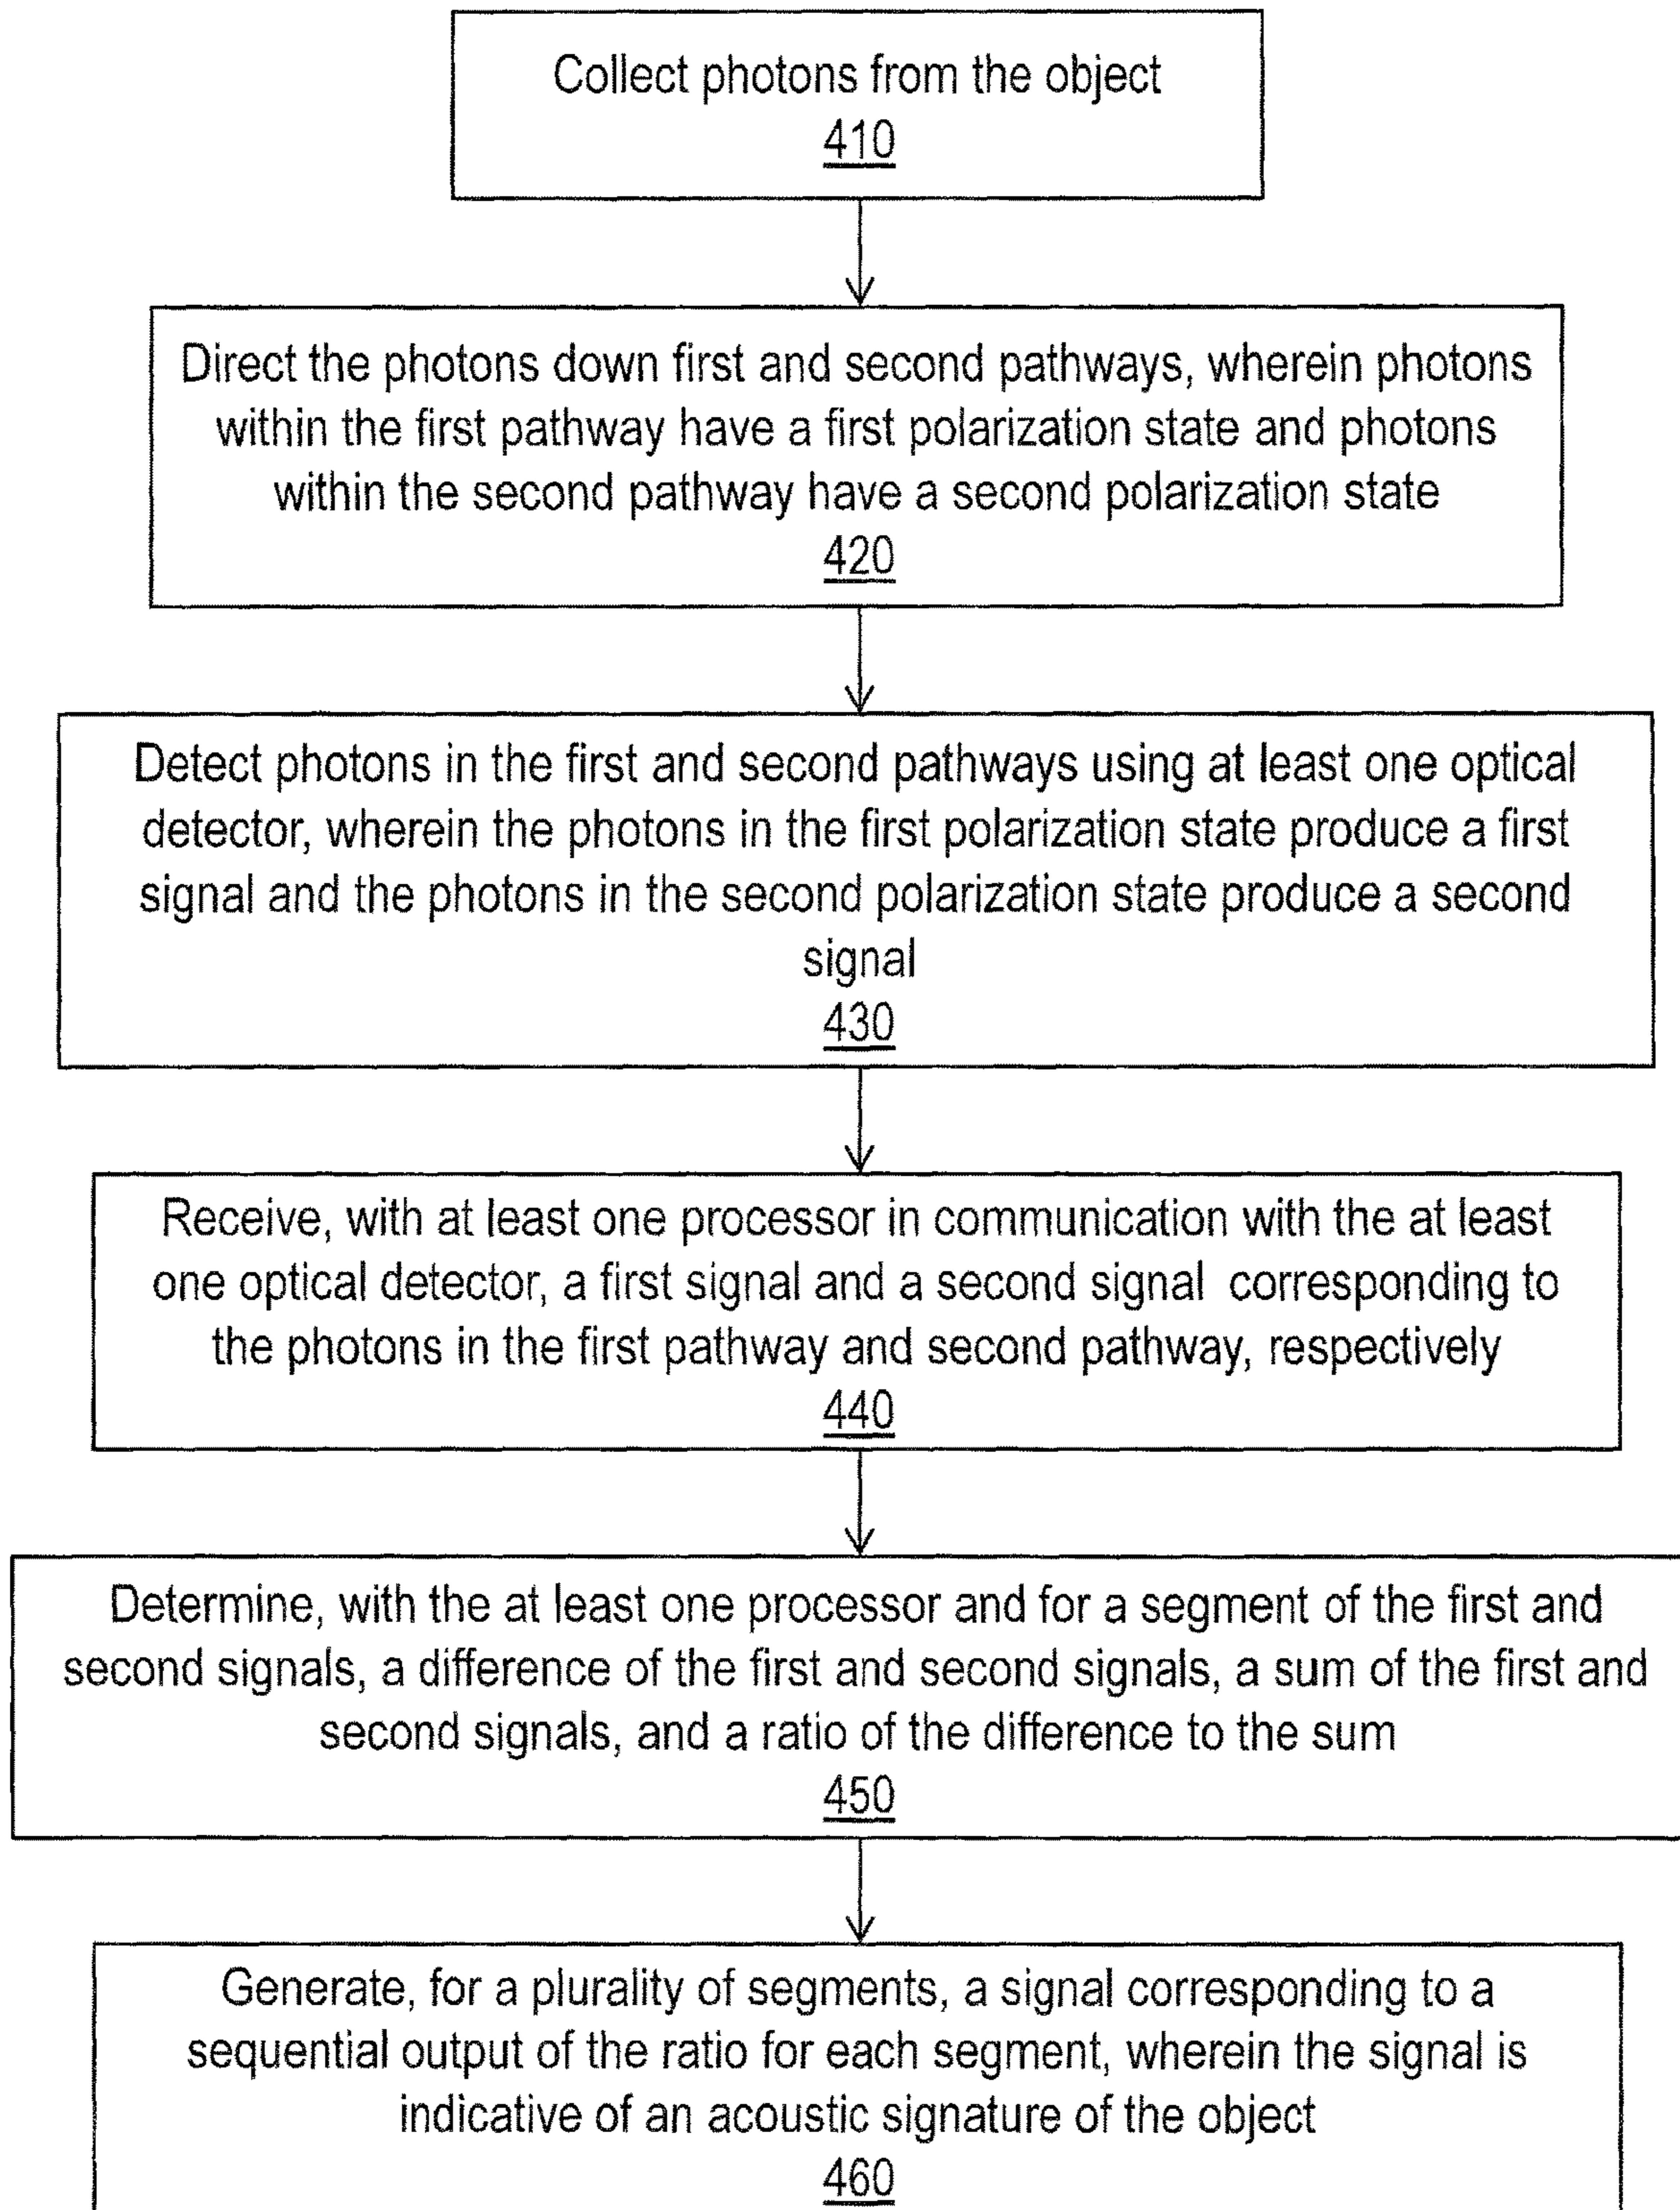 Collect photons from the object
410
Direct the photons down first and second pathways, wherein photons
within the first pathway have a first polarization state and photons
within the second pathway have a second polarization state
420
Detect photons in the first and second pathways using at least one optical
detector, wherein the photons in the first polarization state produce a first
signal and the photons in the second polarization state produce a second
signal
430
Receive, with at least one processor in communication with the at least
one optical detector, a first signal and a second signal corresponding to
the photons in the first pathway and second pathway, respectively
440
Determine, with the at least one processor and for a segment of the first and
second signals, a difference of the first and second signals, a sum of the first and
second signals, and a ratio of the difference to the sum
450
Generate, for a plurality of segments, a signal corresponding to a
sequential output of the ratio for each segment, wherein the signal is
indicative of an acoustic signature of the object
460